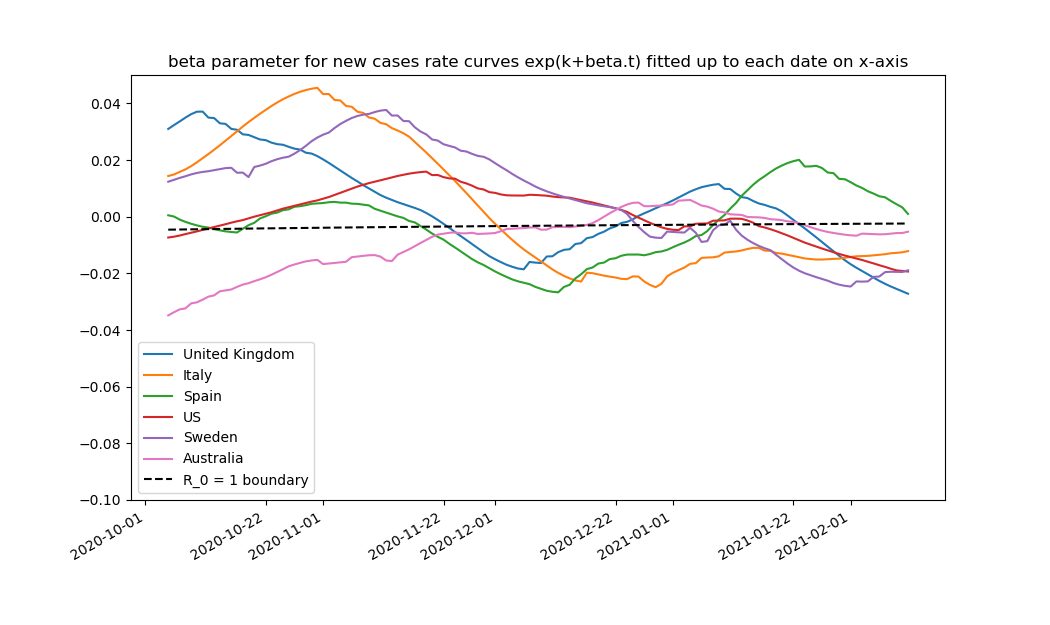 beta parameter for new cases rate curves exp(k+beta.t) fitted up to each date on x-axis
0.04
0.02
0.00
−0.02
−0.04
−0.06
−0.08
−0.10
United Kingdom
Italy
Spain
US
Sweden
Australia
R_0 = 1 boundary
2020-10-01
2020-10-22
2020-11-01
2020-11-22
2020-12-01
2020-12-22
2021-01-01
2021-01-22
2021-02-01